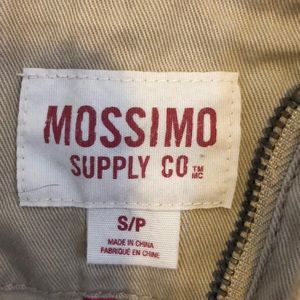 MOSSIMO
SUPPLY CO TM MC
S/P
MADE IN CHINA
FABRIQUÉ EN CHINE